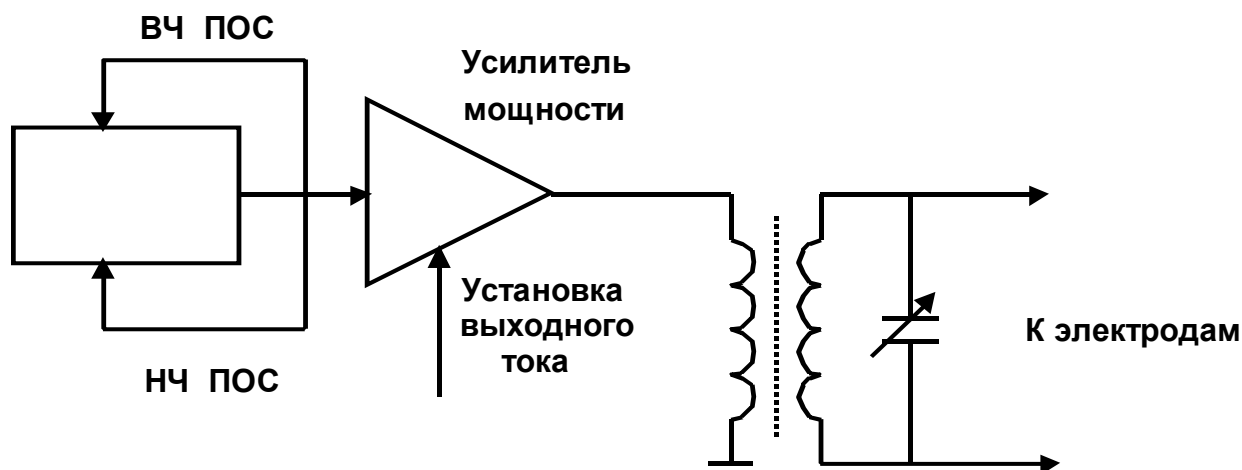 ВЧ ПОС
Усилитель
мощности
Установка
выходного
тока
К электродам
НЧ ПОС